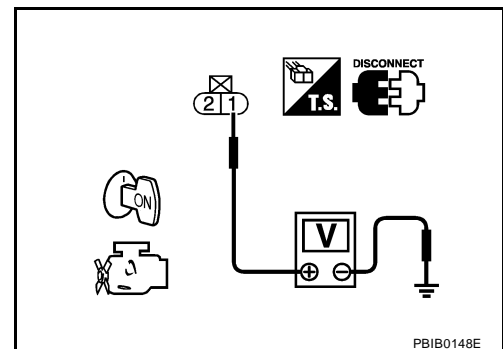 DISCONNECT
T.S.
2 1
ON
V
PBIB0148E